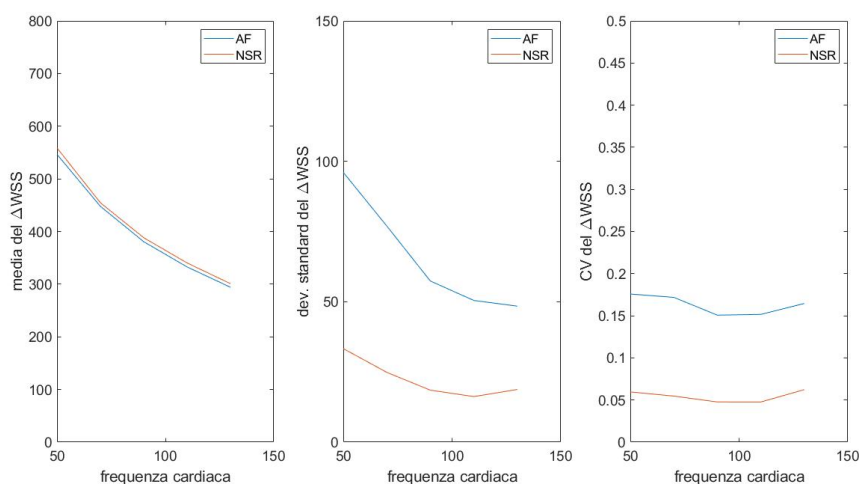 800
700
600
500
400
300
200
100
0
50
100
150
media del ΔWSS
frequenza cardiaca
AF
NSR
150
100
50
0
50
100
150
dev. standard del ΔWSS
frequenza cardiaca
AF
NSR
0.5
0.45
0.4
0.35
0.3
0.25
0.2
0.15
0.1
0.05
0
50
100
150
CV del ΔWSS
frequenza cardiaca
AF
NSR